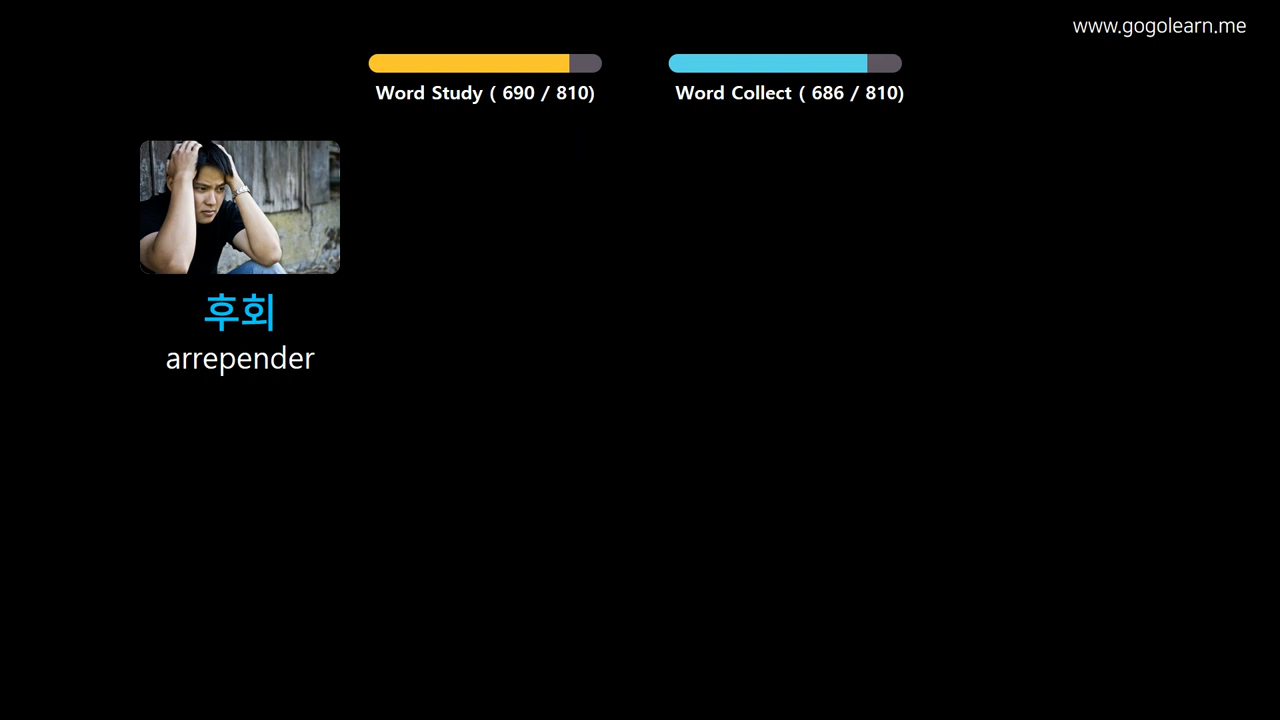 www.gogolearn.me
Word Study ( 690 / 810)
Word Collect ( 686 / 810)
후회
arrepender